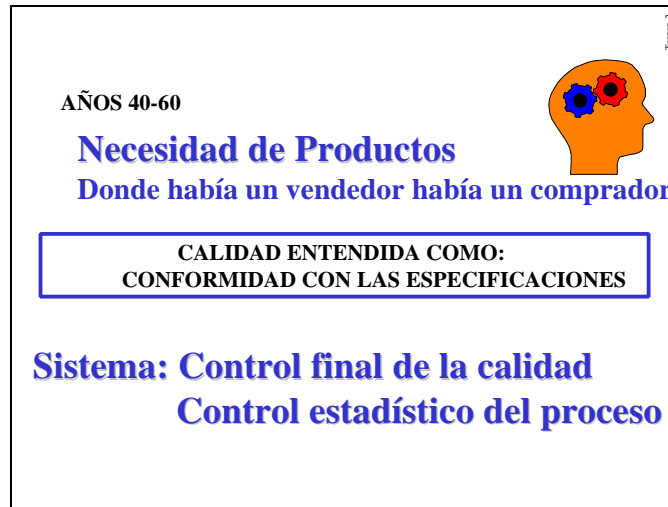 AÑOS 40-60
Necesidad de Productos
Donde había un vendedor había un comprador
CALIDAD ENTENDIDA COMO:
CONFORMIDAD CON LAS ESPECIFICACIONES
Sistema: Control final de la calidad
Control estadístico del proceso